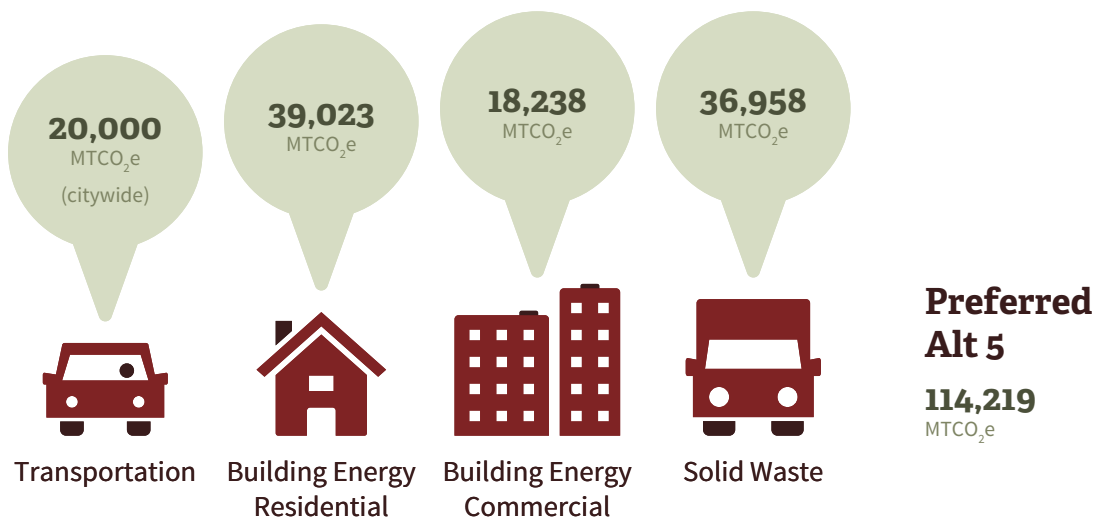 20,000
MTCO₂e
(citywide)
39,023
MTCO₂e
18,238
MTCO₂e
36,958
MTCO₂e
Transportation
Building Energy
Residential
Building Energy
Commercial
Solid Waste
Preferred
Alt 5
114,219
MTCO₂e